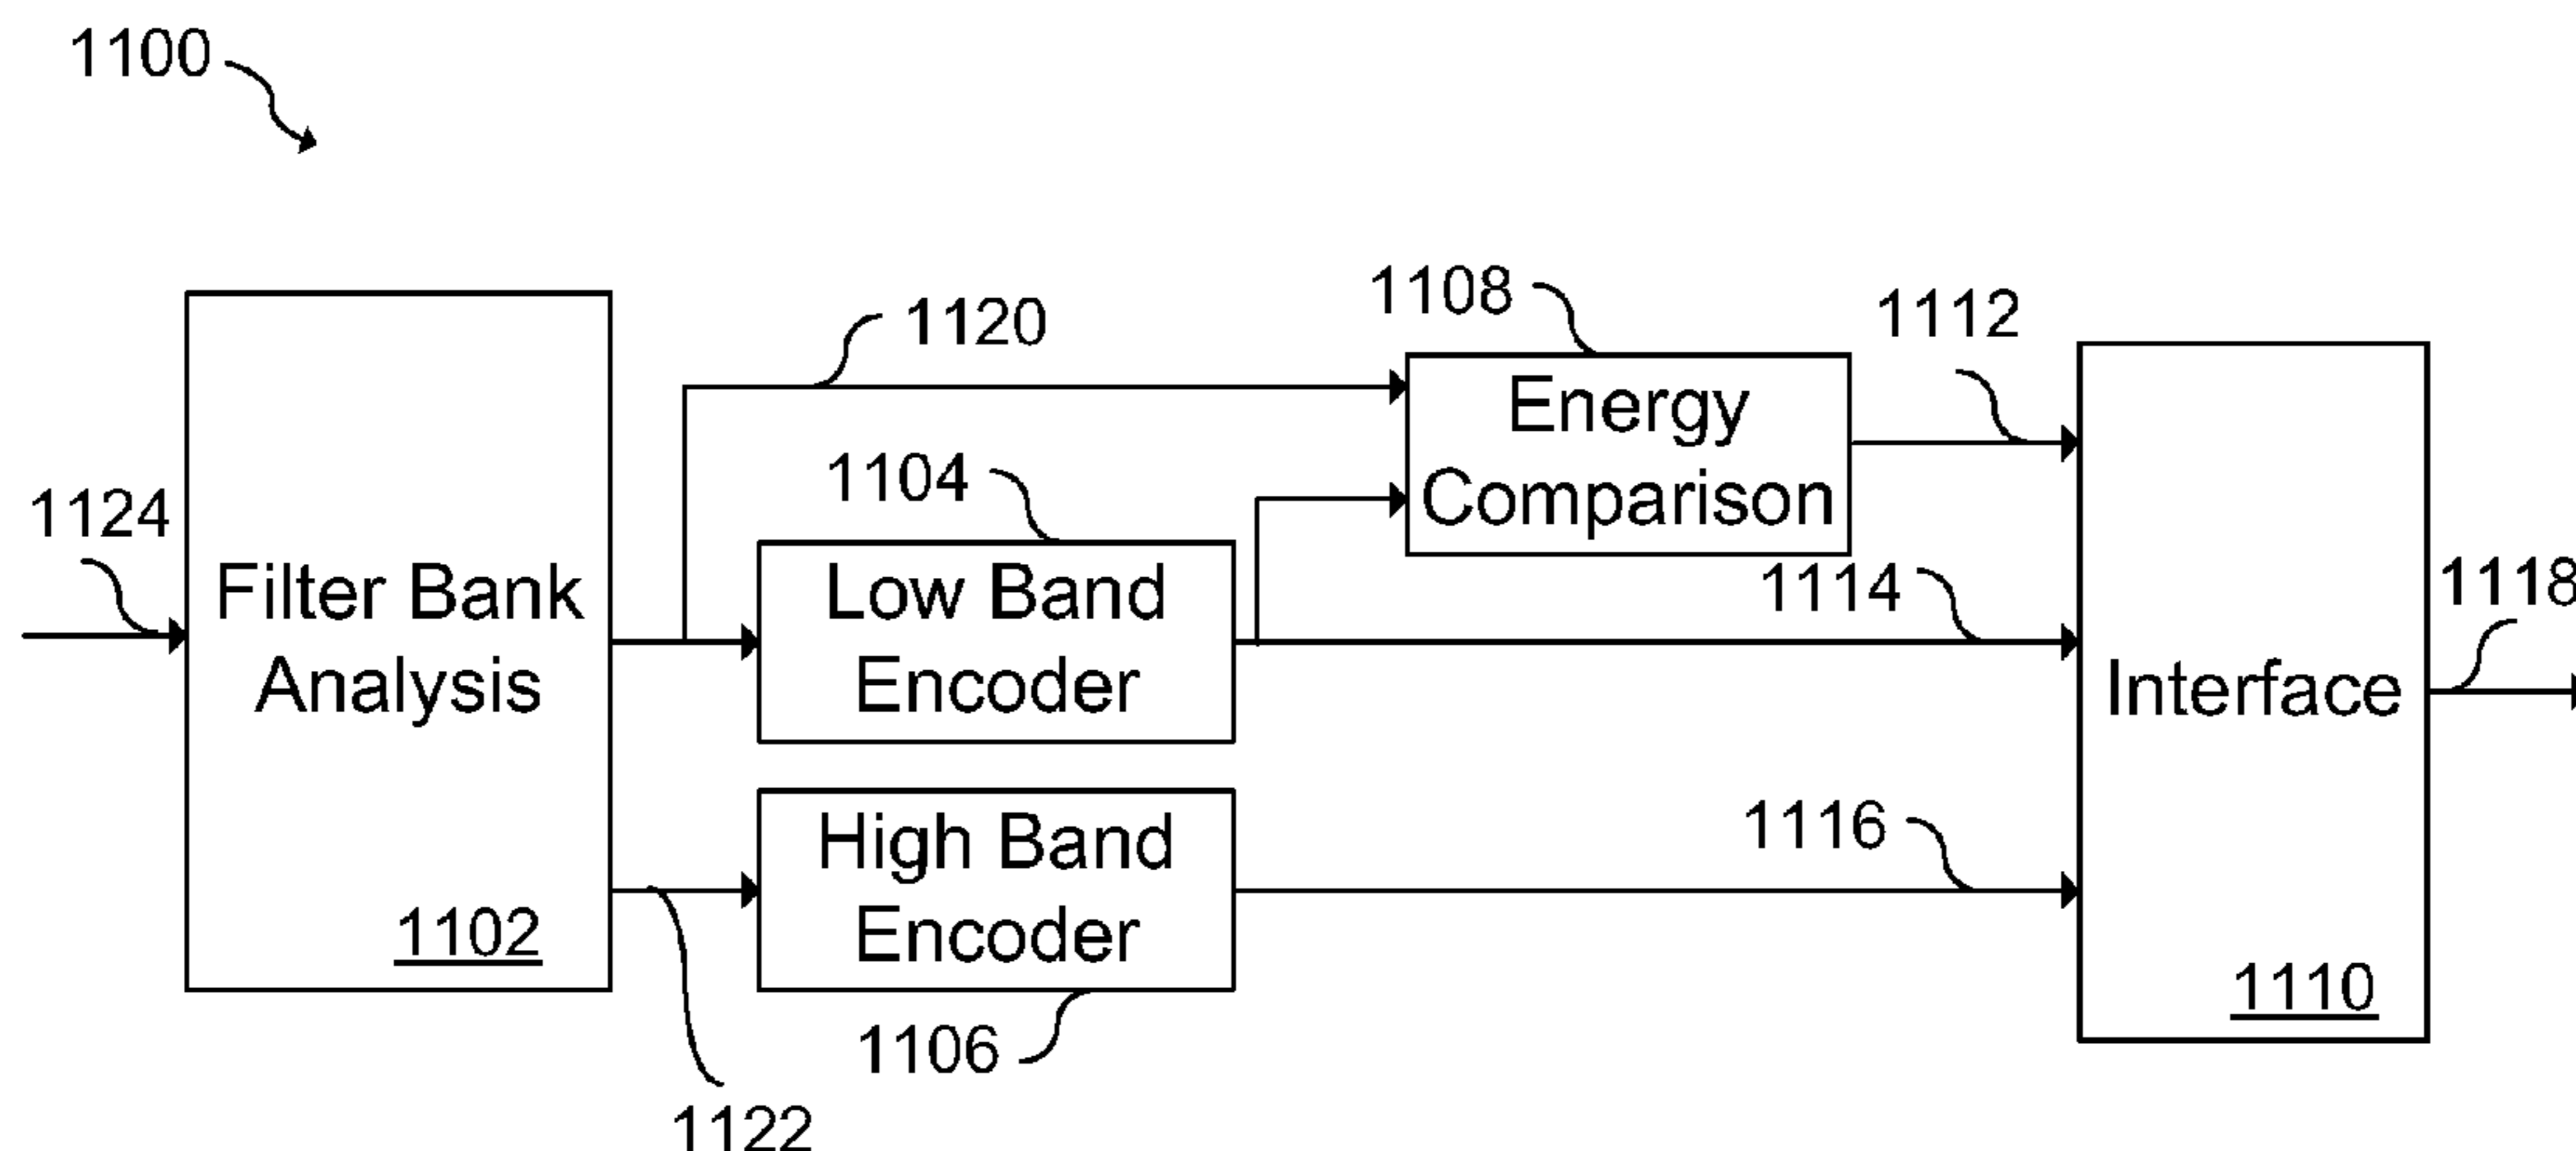 1100
1120
1108
1112
1104
1124
1114
1118
Energy
Comparison
Filter Bank
Analysis
1102
Low Band
Encoder
Interface
1110
1116
High Band
Encoder
1106
1122